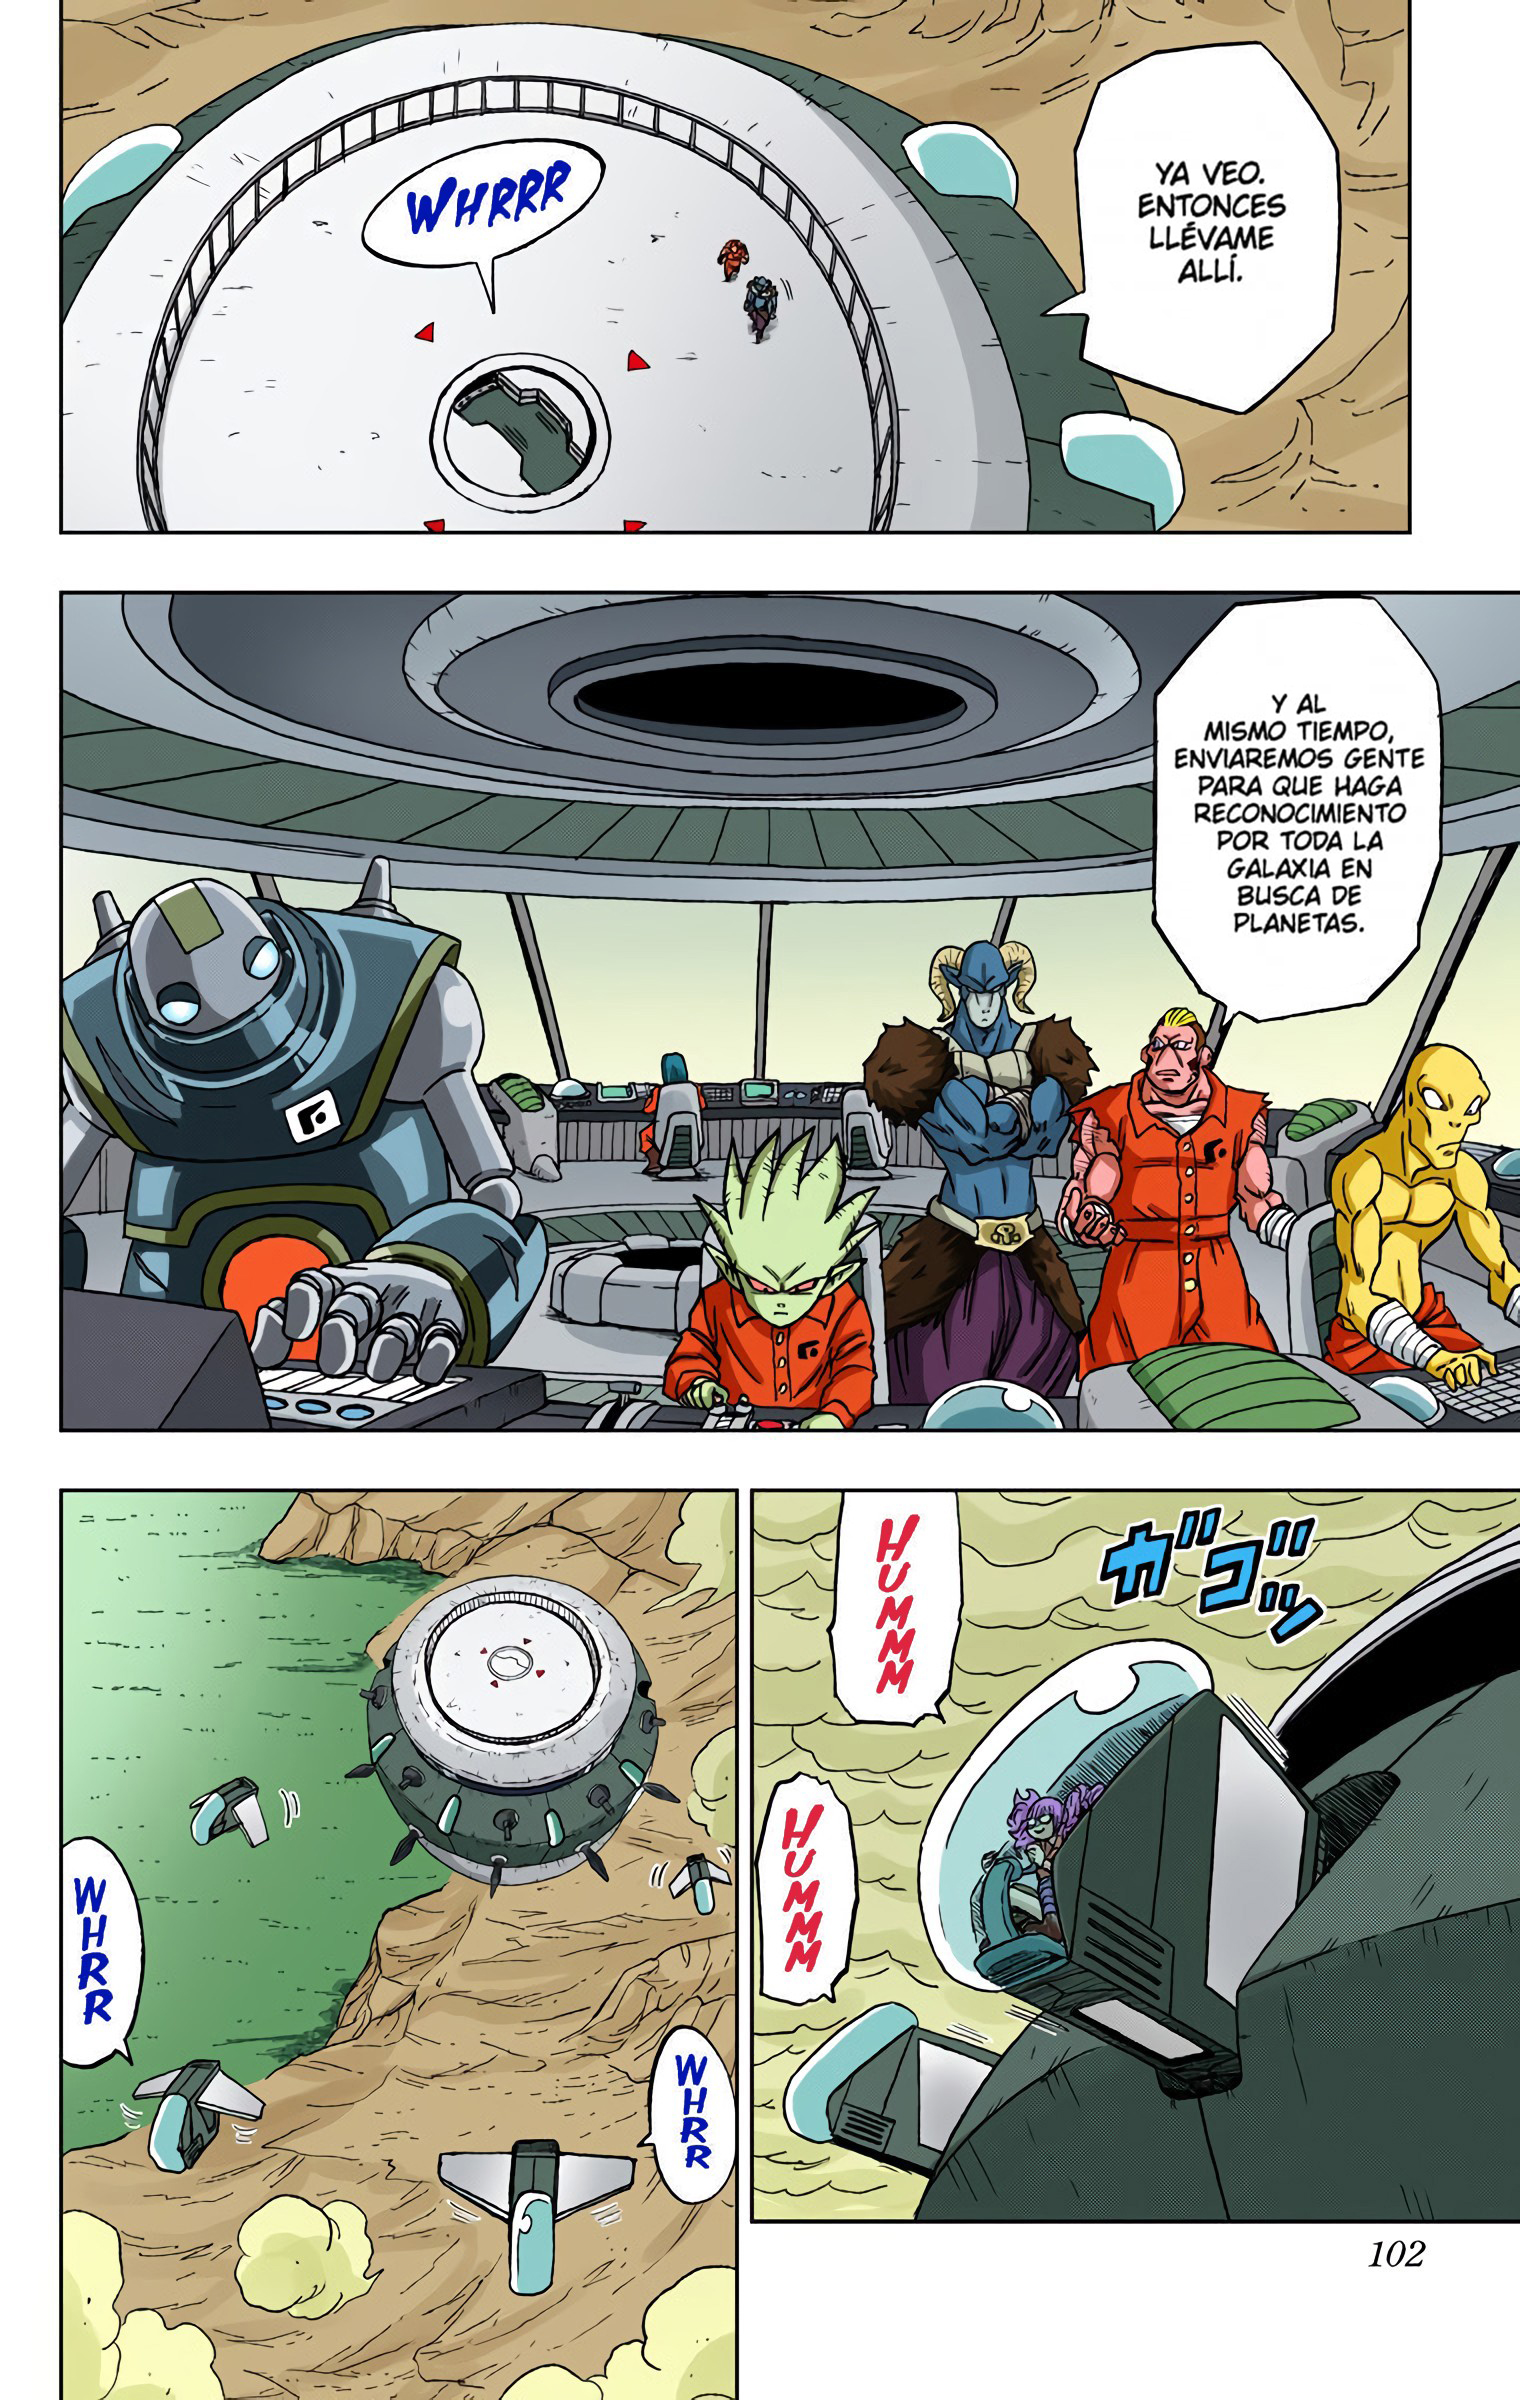 YA VEO.
ENTONCES
LLÉVAME
ALLÍ.
WHRRR
Y AL
MISMO TIEMPO,
ENVIAREMOS GENTE
PARA QUE HAGA
RECONOCIMIENTO
POR TODA LA
GALAXIA EN
BUSCA DE
PLANETAS.
ガゴッ
HUMMM
HUMMM
WHRR
WHRR
102